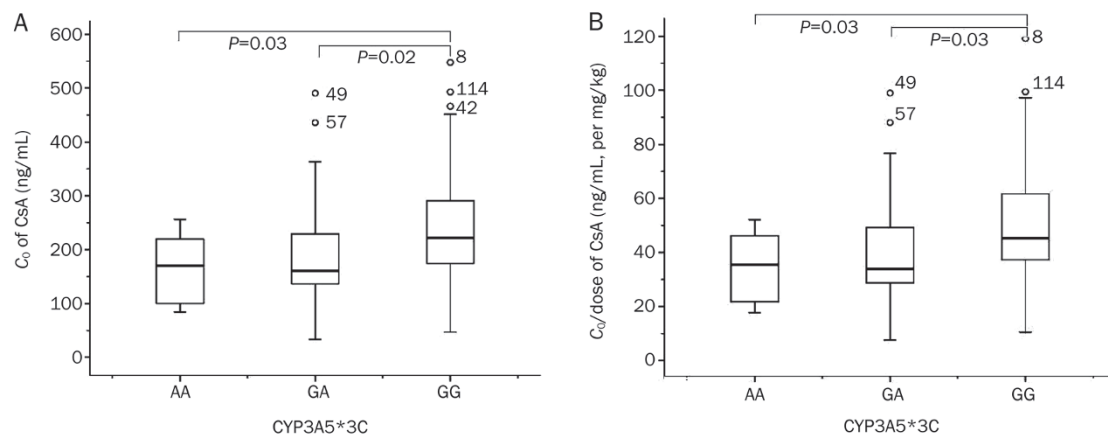 A
600
500
400
300
200
100
0
C₀ of CsA (ng/mL)
P=0.03
P=0.02
49
57
8
114
42
AA GA GG
CYP3A5*3C
B
120
100
80
60
40
20
0
C₀/dose of CsA (ng/mL, per mg/kg)
P=0.03
P=0.03
49
57
8
114
AA GA GG
CYP3A5*3C